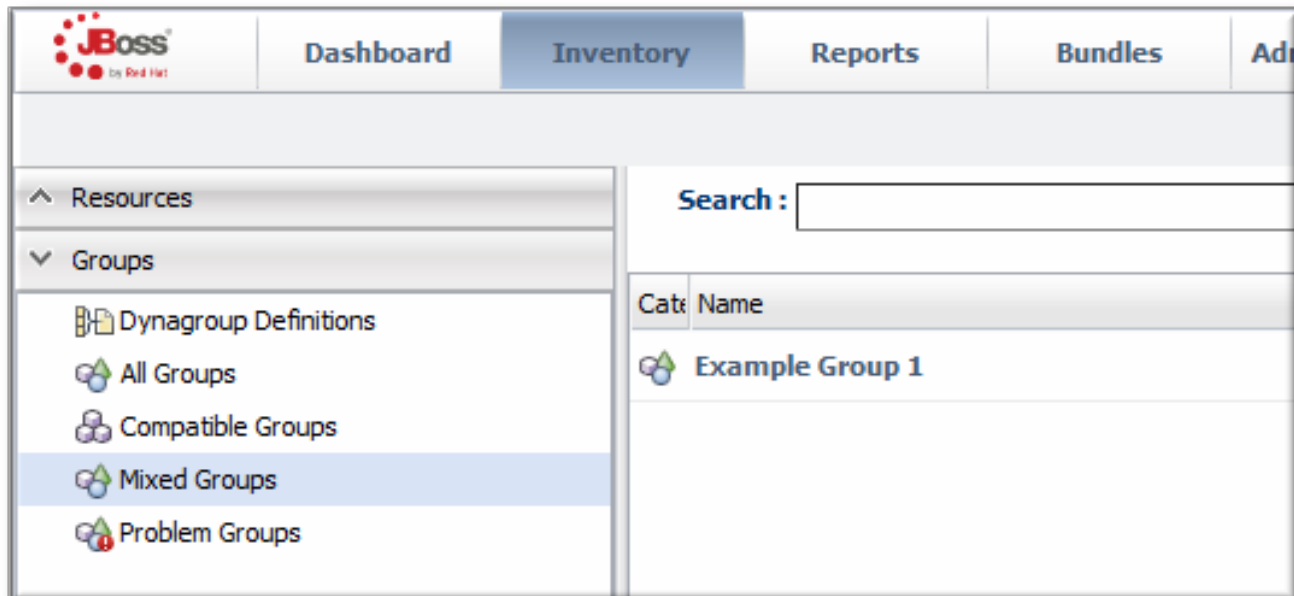 JBoss
by Red Hat
Dashboard
Inventory
Reports
Bundles
Resources
Groups
Dynagroup Definitions
All Groups
Compatible Groups
Mixed Groups
Problem Groups
Search :
Name
Example Group 1